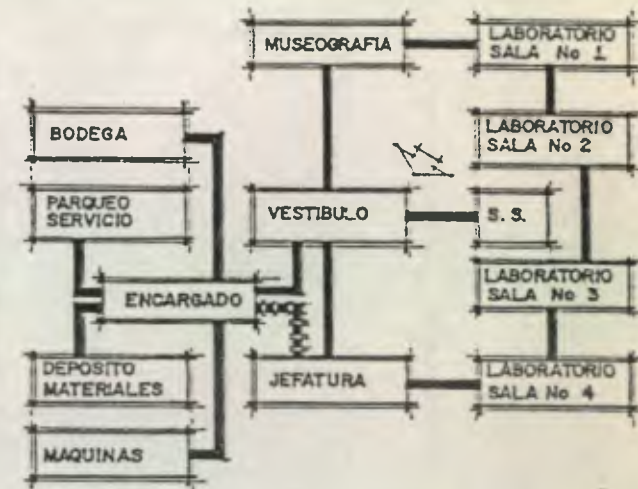 MUSEOGRAFIA
LABORATORIO
SALA No 1
BODEGA
LABORATORIO
SALA No 2
PARQUEO
SERVICIO
VESTIBULO
S. S.
ENCARGADO
LABORATORIO
SALA No 3
DEPOSITO
MATERIALES
JEFATURA
LABORATORIO
SALA No 4
MAQUINAS